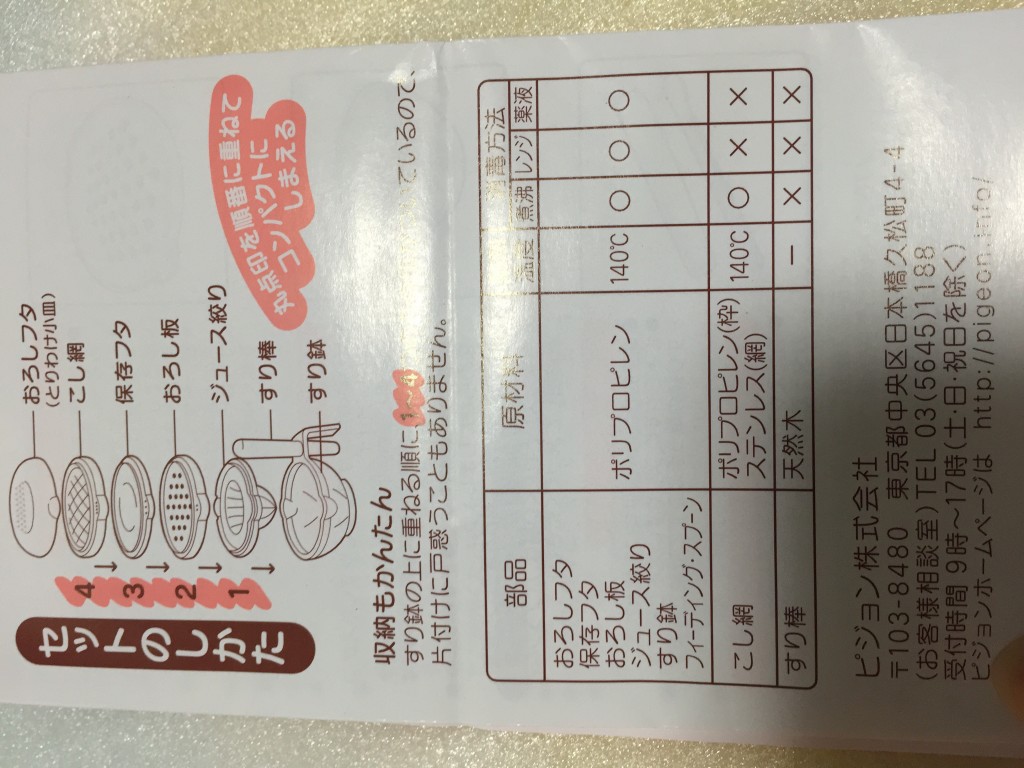 セットのしかた
4
3
2
1
おろしフタ
(とりわけ小皿)
こし網
保存フタ
おろし板
ジュース絞り
すり棒
すり鉢
矢印を順番に重ねて
コンパクトに
しまえる
収納もかんたん
すり鉢の上に重ねる順に1〜4 ているので、
片付けに戸惑うこともありません。
部品 原材料 温度 消毒方法
煮沸 レンジ 薬液
おろしフタ
保存フタ
おろし板
ジュース絞り
すり鉢
フィーディング・スプーン
ポリプロピレン 140℃ ○ ○ ○
こし網 ポリプロピレン(枠)
ステンレス(網) 140℃ ○ × ×
すり棒 天然木 − × × ×
ピジョン株式会社
〒103-8480 東京都中央区日本橋久松町4-4
(お客様相談室)TEL 03(5645)1188
受付時間 9時〜17時(土・日・祝日を除く)
ピジョンホームページは http://pigeon.info/